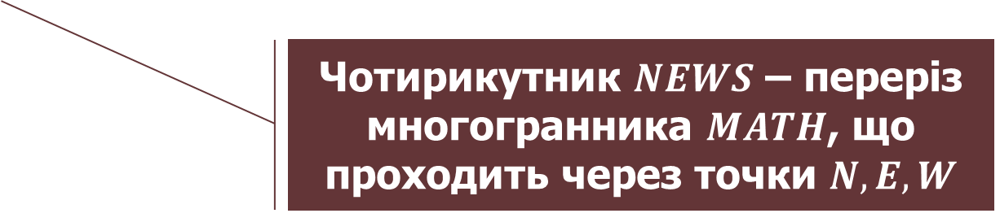 Чотирикутник NEWS – переріз
многогранника MATH, що
проходить через точки N, E, W